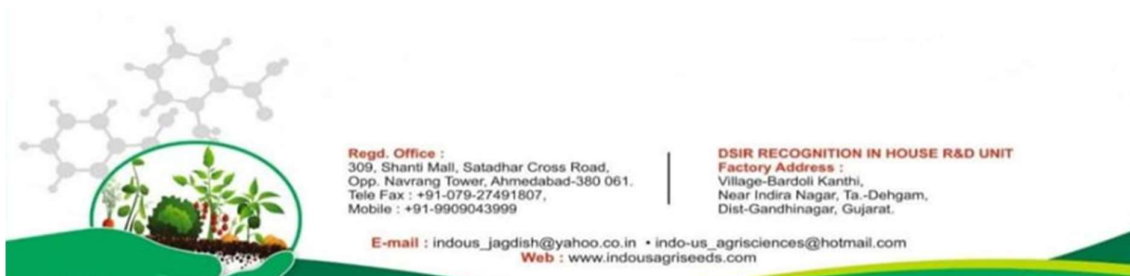 Regd. Office :
309, Shanti Mall, Satadhar Cross Road,
Opp. Navrang Tower, Ahmedabad-380 061.
Tele Fax : +91-079-27491807,
Mobile : +91-9909043999
DSIR RECOGNITION IN HOUSE R&D UNIT
Factory Address :
Village-Bardoli Kanthi,
Near Indira Nagar, Ta.-Dehgam,
Dist-Gandhinagar, Gujarat.
E-mail : indous_jagdish@yahoo.co.in • indo-us_agrisciences@hotmail.com
Web : www.indousagriseeds.com